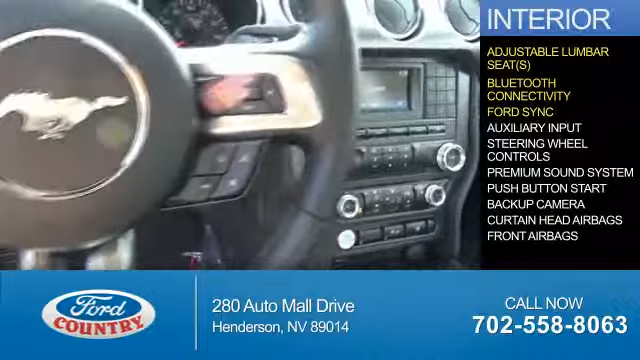 INTERIOR
ADJUSTABLE LUMBAR
SEAT(S)
BLUETOOTH
CONNECTIVITY
FORD SYNC
AUXILIARY INPUT
STEERING WHEEL
CONTROLS
PREMIUM SOUND SYSTEM
PUSH BUTTON START
BACKUP CAMERA
CURTAIN HEAD AIRBAGS
FRONT AIRBAGS
Ford
COUNTRY
280 Auto Mall Drive
Henderson, NV 89014
CALL NOW
702-558-8063